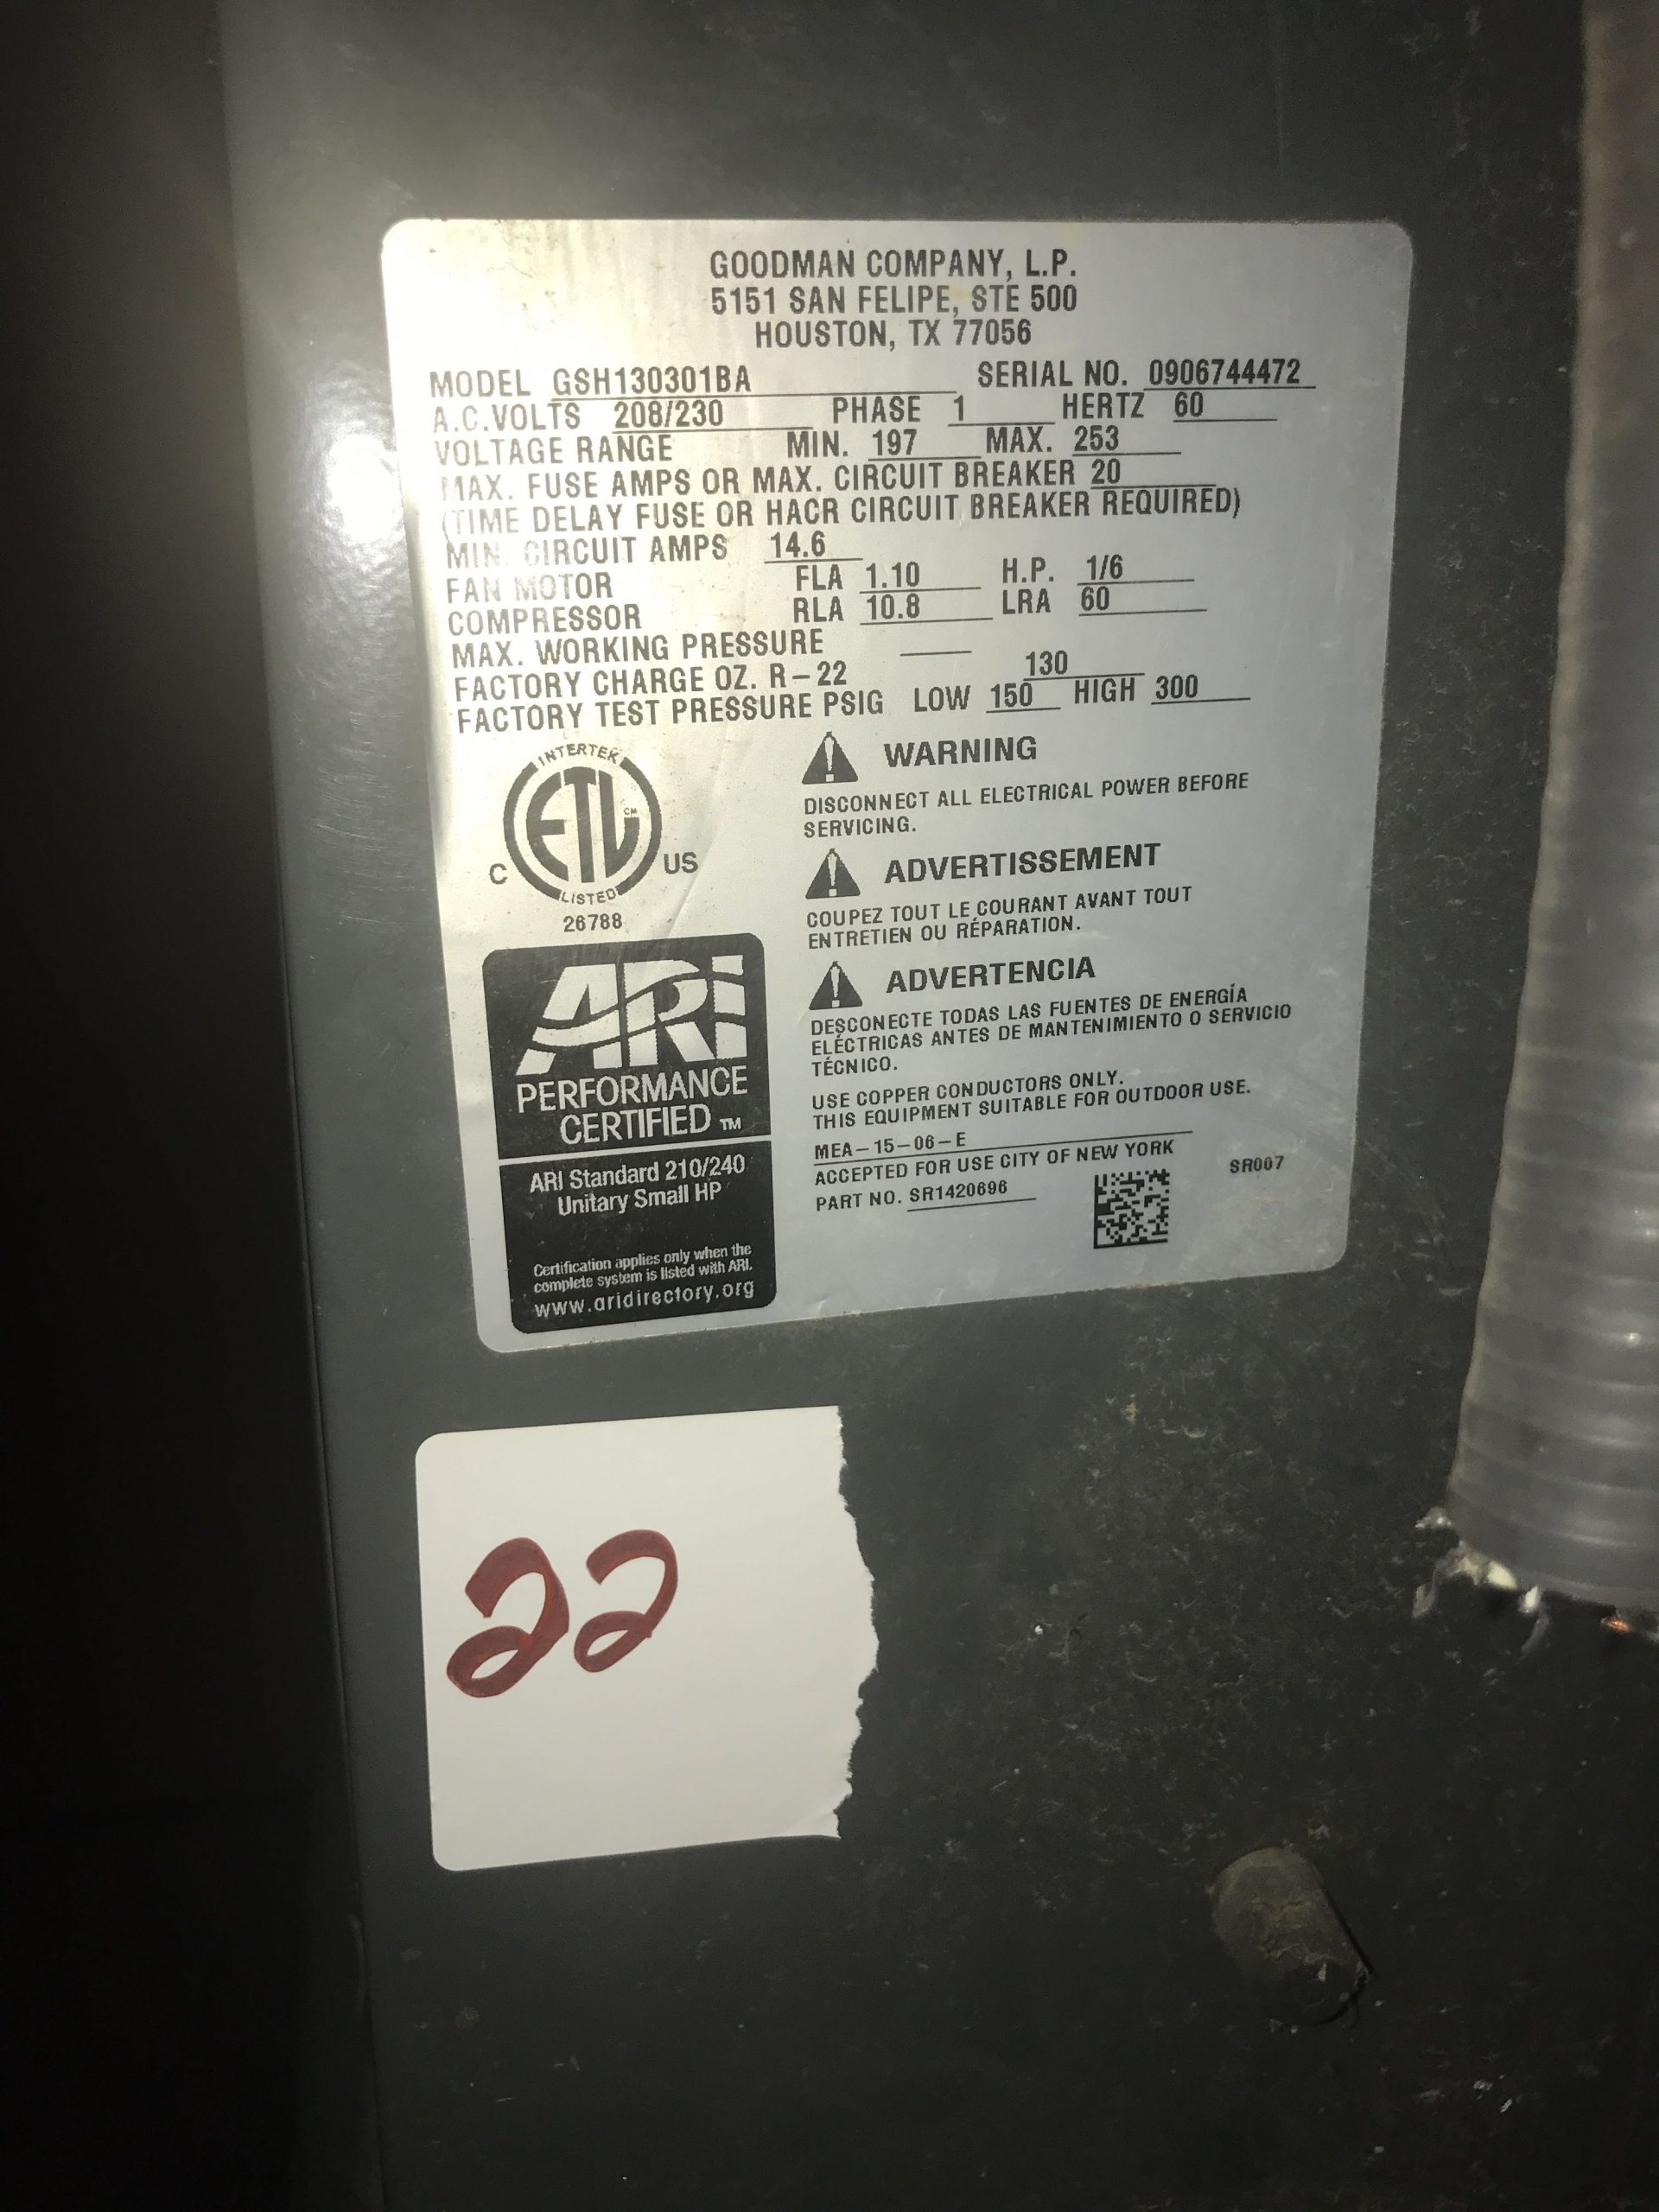 GOODMAN COMPANY, L.P.
5151 SAN FELIPE, STE 500
HOUSTON, TX 77056
MODEL GSH130301BA SERIAL NO. 0906744472
A.C.VOLTS 208/230 PHASE 1 HERTZ 60
VOLTAGE RANGE MIN. 197 MAX. 253
MAX. FUSE AMPS OR MAX. CIRCUIT BREAKER 20
(TIME DELAY FUSE OR HACR CIRCUIT BREAKER REQUIRED)
MIN. CIRCUIT AMPS 14.6
FAN MOTOR FLA 1.10 H.P. 1/6
COMPRESSOR RLA 10.8 LRA 60
MAX. WORKING PRESSURE
FACTORY CHARGE OZ. R-22 130
FACTORY TEST PRESSURE PSIG LOW 150 HIGH 300
INTERTEK
ETL CM
C US
LISTED
26788
ARi
PERFORMANCE
CERTIFIED TM
ARI Standard 210/240
Unitary Small HP
Certification applies only when the
complete system is listed with ARI.
www.aridirectory.org
WARNING
DISCONNECT ALL ELECTRICAL POWER BEFORE
SERVICING.
ADVERTISSEMENT
COUPEZ TOUT LE COURANT AVANT TOUT
ENTRETIEN OU RÉPARATION.
ADVERTENCIA
DESCONECTE TODAS LAS FUENTES DE ENERGÍA
ELÉCTRICAS ANTES DE MANTENIMIENTO O SERVICIO
TÉCNICO.
USE COPPER CONDUCTORS ONLY.
THIS EQUIPMENT SUITABLE FOR OUTDOOR USE.
MEA-15-06-E
ACCEPTED FOR USE CITY OF NEW YORK
PART NO. SR1420696
SR007
22